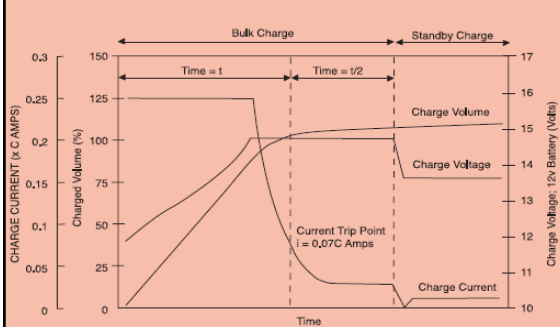 Bulk Charge
Standby Charge
Time = t
Time = t/2
0.3
0.25
0.2
0.15
0.1
0.05
0
CHARGE CURRENT (x C AMPS)
150
125
100
75
50
25
0
Charged Volume (%)
Charge Volume
Charge Voltage
Current Trip Point
i = 0.07C Amps
Charge Current
17
16
15
14
13
12
11
10
Charge Voltage; 12v Battery (Volts)
Time